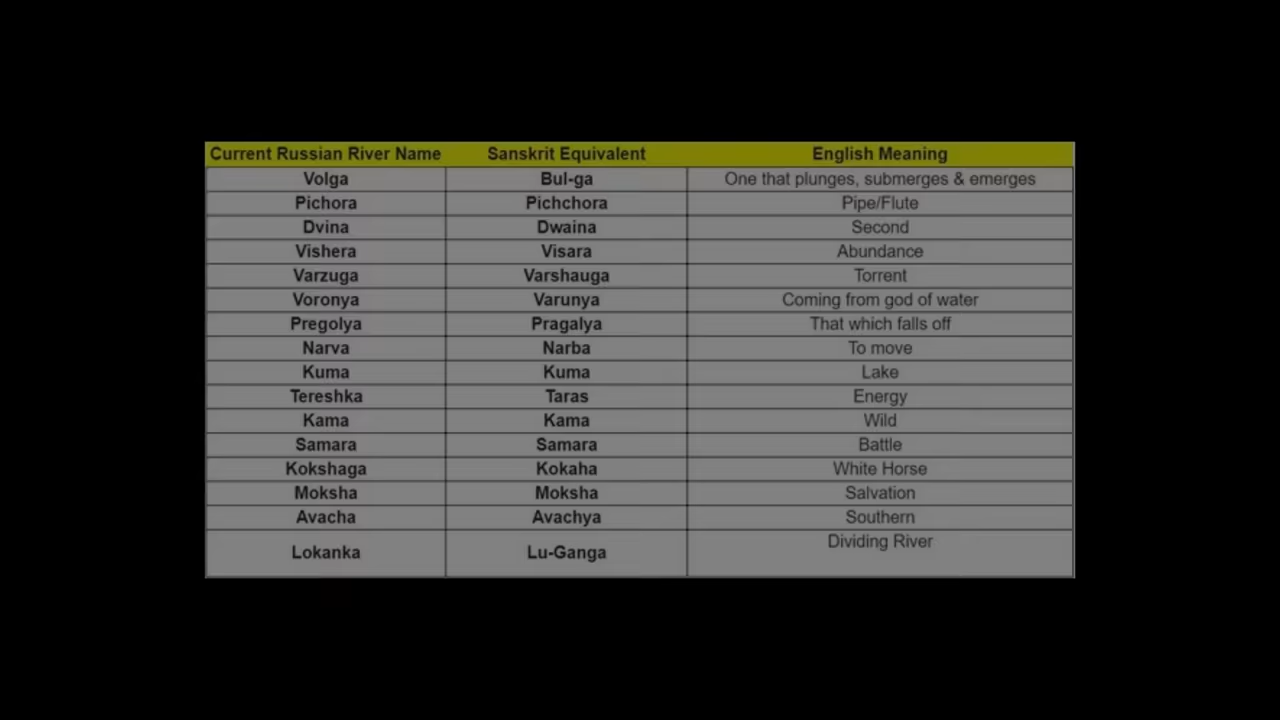 Current Russian River Name Sanskrit Equivalent English Meaning
Volga Bul-ga One that plunges, submerges & emerges
Pichora Pichchora Pipe/Flute
Dvina Dwaina Second
Vishera Visara Abundance
Varzuga Varshauga Torrent
Voronya Varunya Coming from god of water
Pregolya Pragalya That which falls off
Narva Narba To move
Kuma Kuma Lake
Tereshka Taras Energy
Kama Kama Wild
Samara Samara Battle
Kokshaga Kokaha White Horse
Moksha Moksha Salvation
Avacha Avachya Southern
Lokanka Lu-Ganga Dividing River